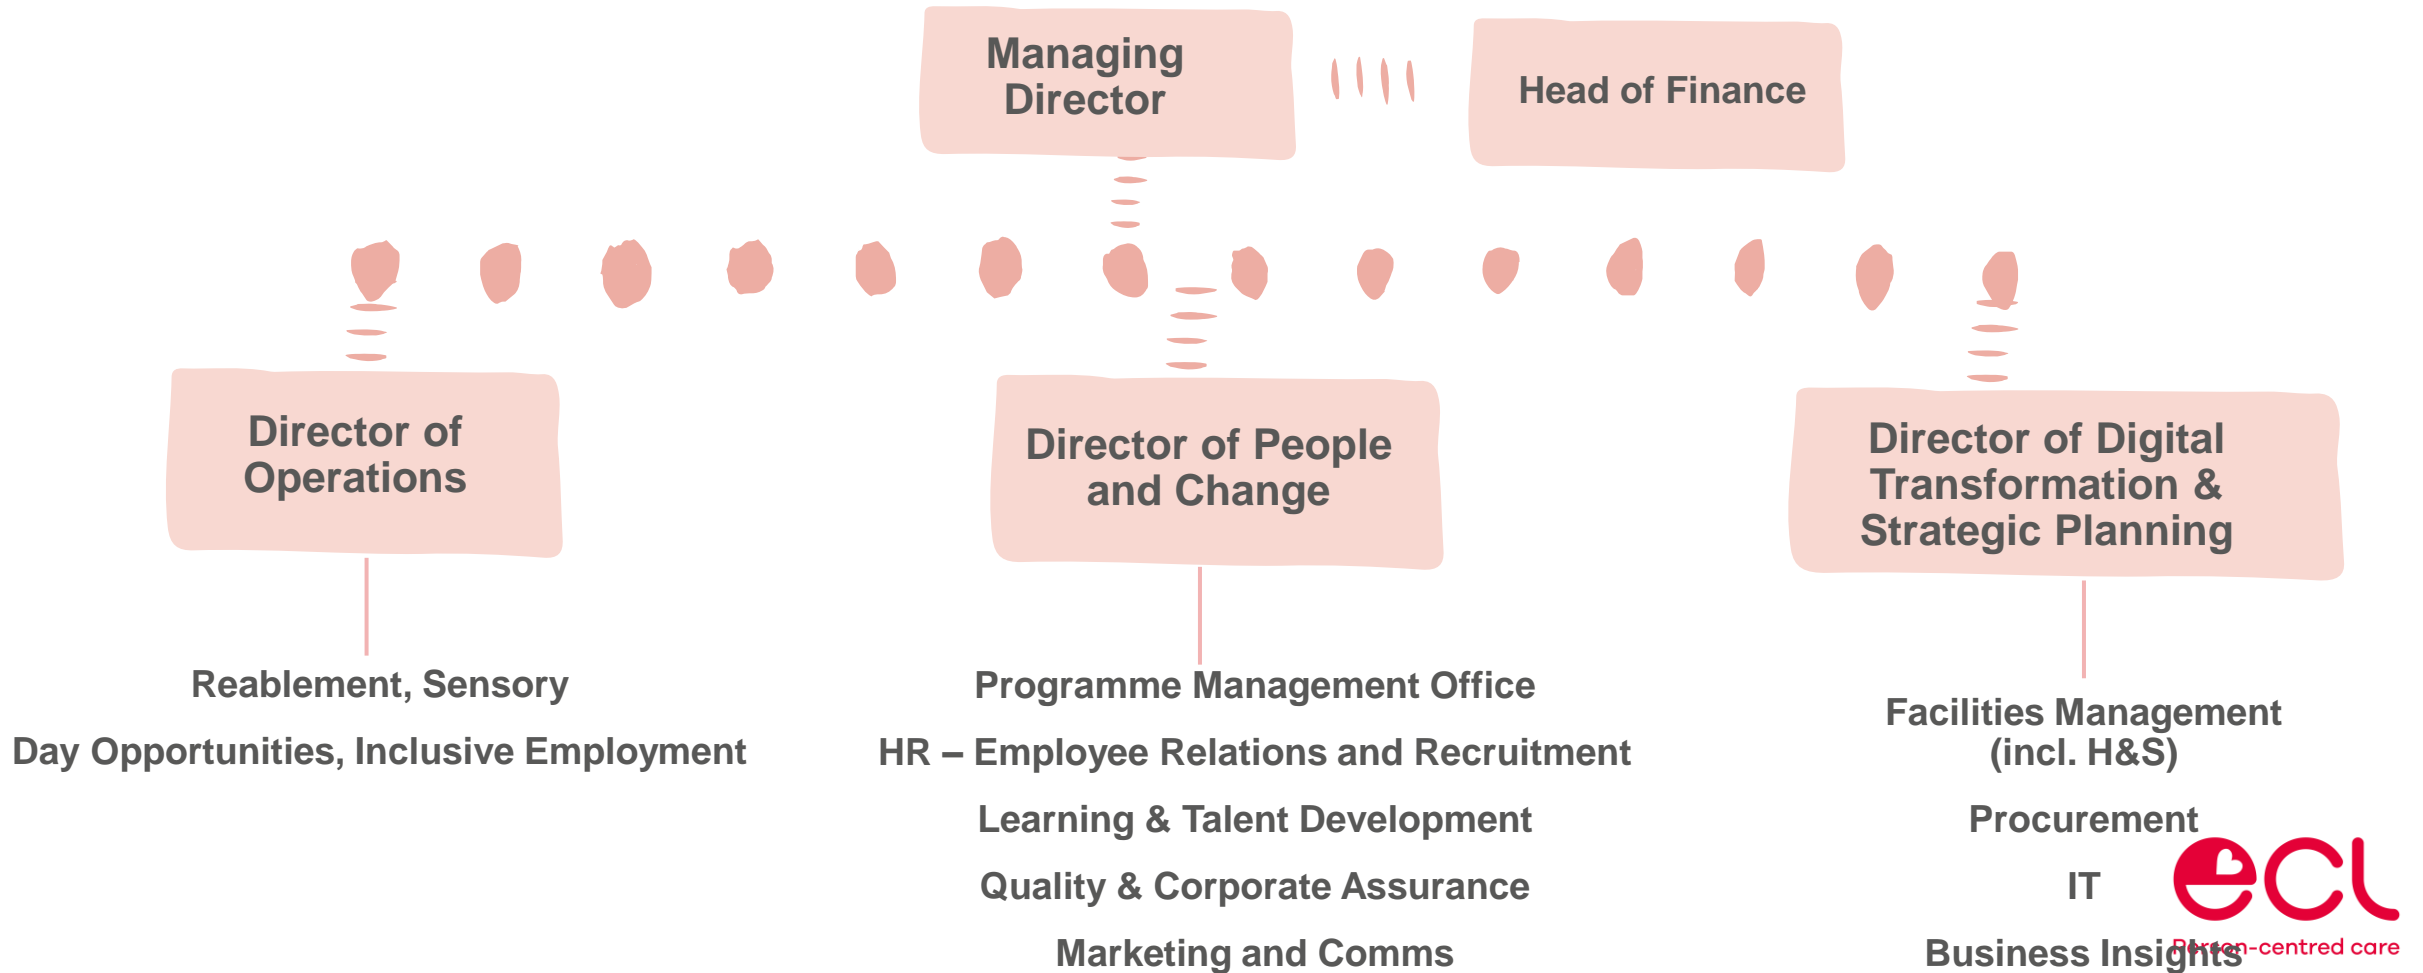 Managing
Director
Head of Finance
Director of
Operations
Director of People
and Change
Director of Digital
Transformation &
Strategic Planning
Reablement, Sensory
Day Opportunities, Inclusive Employment
Programme Management Office
HR – Employee Relations and Recruitment
Learning & Talent Development
Quality & Corporate Assurance
Marketing and Comms
Facilities Management
(incl. H&S)
Procurement
IT
Business Insights
ecl
Person-centred care